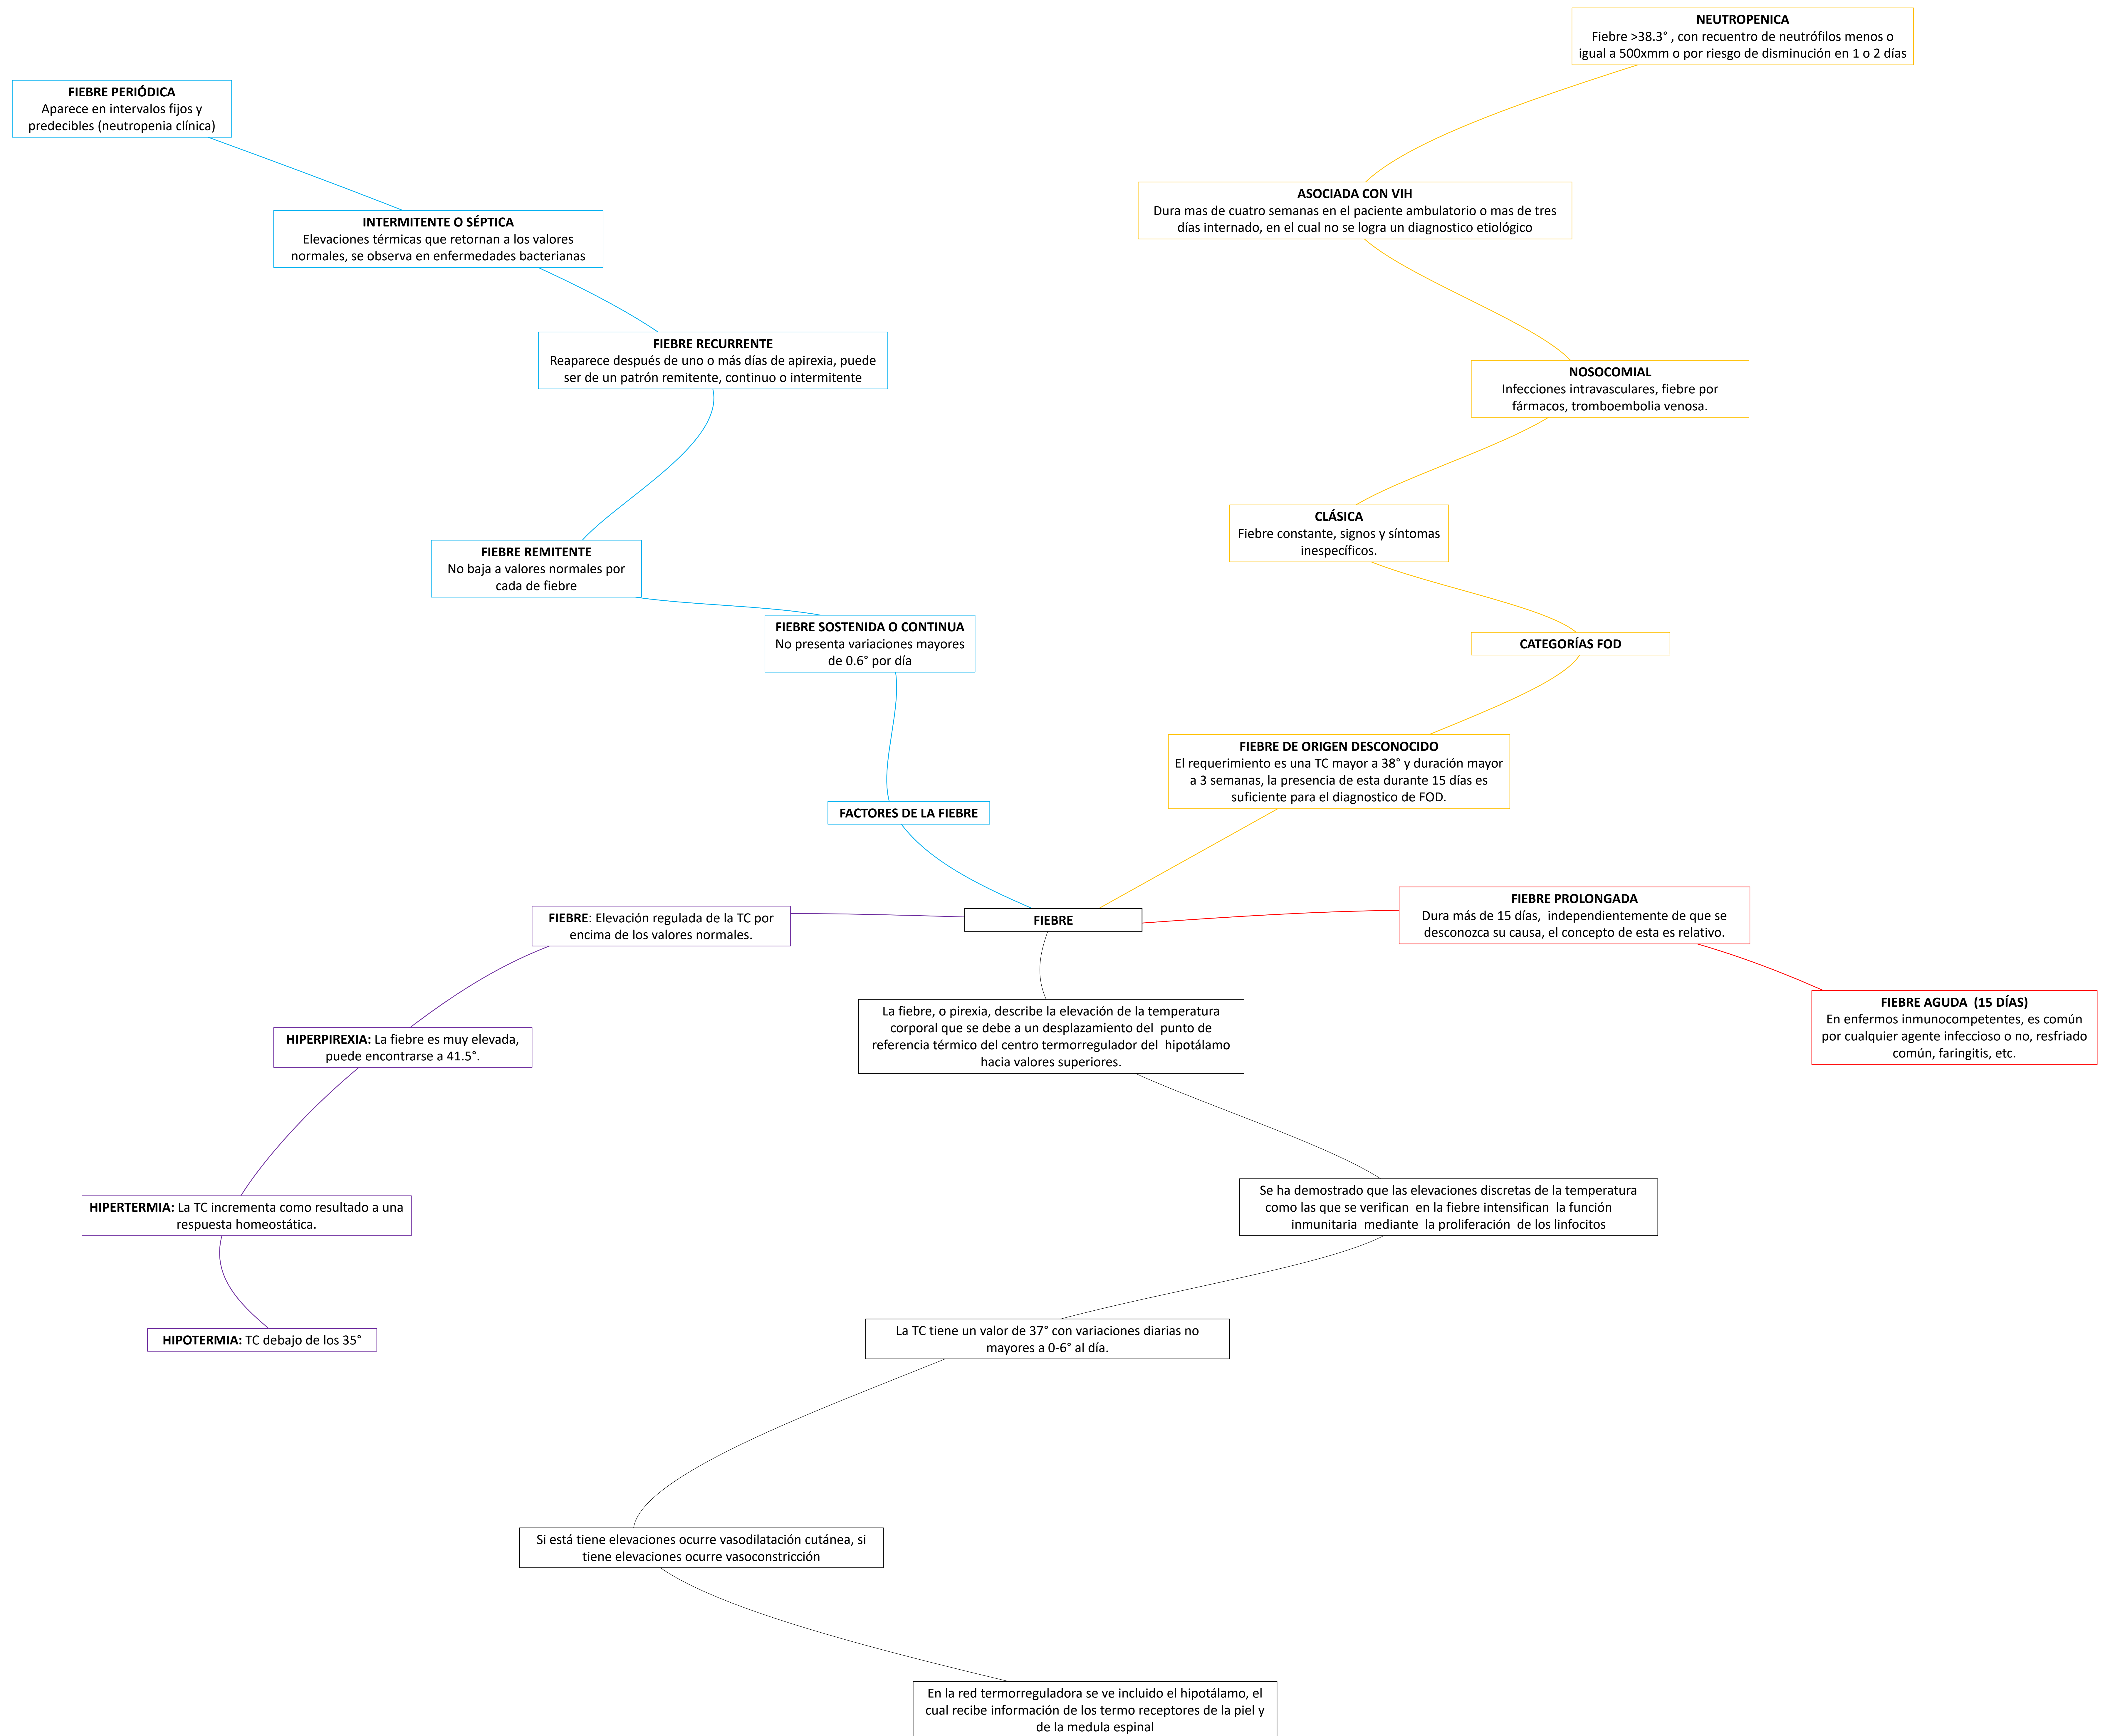 NEUTROPENICA
Fiebre >38.3° , con recuento de neutrófilos menos o
igual a 500xmm o por riesgo de disminución en 1 o 2 días
FIEBRE PERIÓDICA
Aparece en intervalos fijos y
predecibles (neutropenia clínica)
ASOCIADA CON VIH
Dura mas de cuatro semanas en el paciente ambulatorio o mas de tres
días internado, en el cual no se logra un diagnostico etiológico
INTERMITENTE O SÉPTICA
Elevaciones térmicas que retornan a los valores
normales, se observa en enfermedades bacterianas
FIEBRE RECURRENTE
Reaparece después de uno o más días de apirexia, puede
ser de un patrón remitente, continuo o intermitente
NOSOCOMIAL
Infecciones intravasculares, fiebre por
fármacos, tromboembolia venosa.
CLÁSICA
Fiebre constante, signos y síntomas
inespecíficos.
FIEBRE REMITENTE
No baja a valores normales por
cada de fiebre
FIEBRE SOSTENIDA O CONTINUA
No presenta variaciones mayores
de 0.6° por día
CATEGORÍAS FOD
FIEBRE DE ORIGEN DESCONOCIDO
El requerimiento es una TC mayor a 38° y duración mayor
a 3 semanas, la presencia de esta durante 15 días es
suficiente para el diagnostico de FOD.
FACTORES DE LA FIEBRE
FIEBRE PROLONGADA
Dura más de 15 días, independientemente de que se
desconozca su causa, el concepto de esta es relativo.
FIEBRE: Elevación regulada de la TC por
encima de los valores normales.
FIEBRE
FIEBRE AGUDA (15 DÍAS)
En enfermos inmunocompetentes, es común
por cualquier agente infeccioso o no, resfriado
común, faringitis, etc.
La fiebre, o pirexia, describe la elevación de la temperatura
corporal que se debe a un desplazamiento del punto de
referencia térmico del centro termorregulador del hipotálamo
hacia valores superiores.
HIPERPIREXIA: La fiebre es muy elevada,
puede encontrarse a 41.5°.
Se ha demostrado que las elevaciones discretas de la temperatura
como las que se verifican en la fiebre intensifican la función
inmunitaria mediante la proliferación de los linfocitos
HIPERTERMIA: La TC incrementa como resultado a una
respuesta homeostática.
La TC tiene un valor de 37° con variaciones diarias no
mayores a 0-6° al día.
HIPOTERMIA: TC debajo de los 35°
Si está tiene elevaciones ocurre vasodilatación cutánea, si
tiene elevaciones ocurre vasoconstricción
En la red termorreguladora se ve incluido el hipotálamo, el
cual recibe información de los termo receptores de la piel y
de la medula espinal